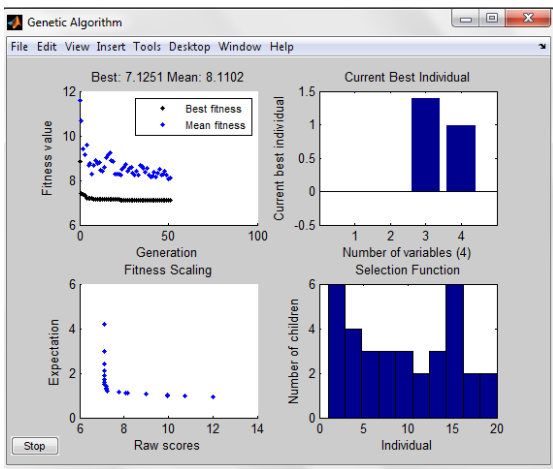 Genetic Algorithm
File Edit View Insert Tools Desktop Window Help
Best: 7.1251 Mean: 8.1102
12
10
8
6
Fitness value
Best fitness
Mean fitness
0 50 100
Generation
Current Best Individual
1.5
1
0.5
0
-0.5
Current best individual
1 2 3 4
Number of variables (4)
Fitness Scaling
6
4
2
0
Expectation
6 8 10 12 14
Raw scores
Selection Function
6
4
2
0
Number of children
0 5 10 15 20
Individual
Stop